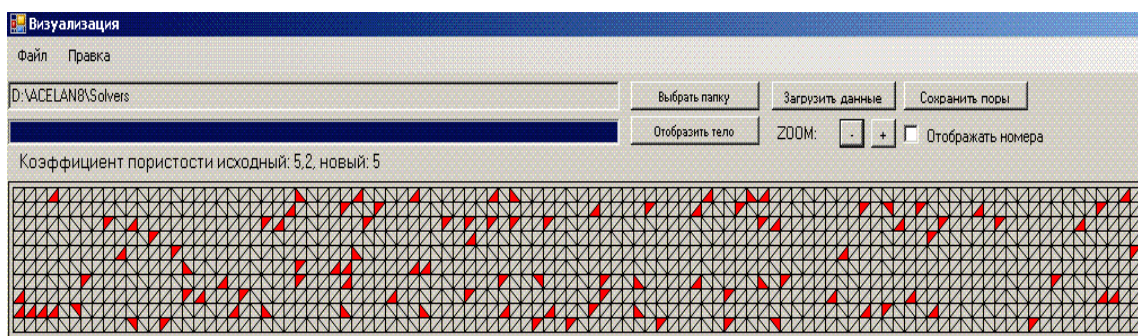 Визуализация
Файл Правка
D:\ACELAN8\Solvers Выбрать папку Загрузить данные Сохранить поры
Отобразить тело ZOOM: - + Отображать номера
Коэффициент пористости исходный: 5,2, новый: 5